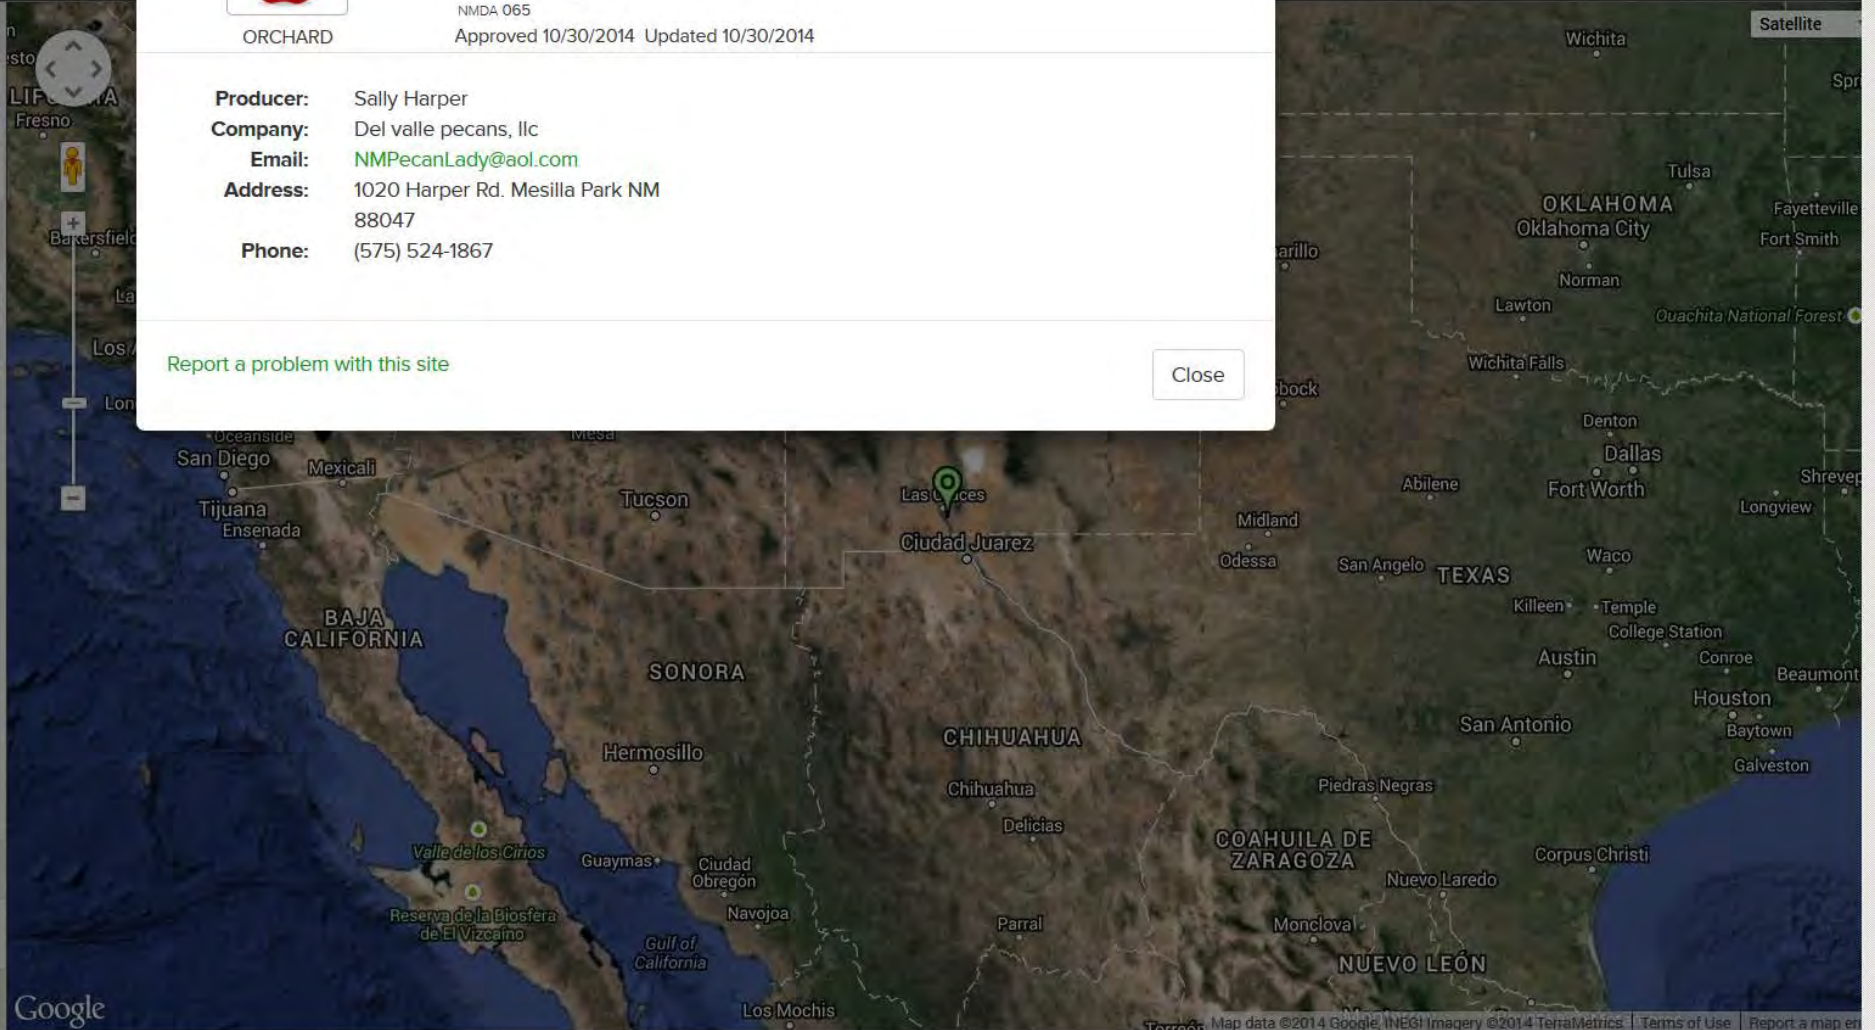 NMDA 065
ORCHARD
Approved 10/30/2014 Updated 10/30/2014
Producer: Sally Harper
Company: Del valle pecans, llc
Email: NMPecanLady@aol.com
Address: 1020 Harper Rd. Mesilla Park NM
88047
Phone: (575) 524-1867
Report a problem with this site
Close
Satellite
Wichita
Fresno
Tulsa
OKLAHOMA
Oklahoma City
Fayetteville
Fort Smith
Norman
Lawton
Ouachita National Forest
Wichita Falls
Denton
Dallas
Fort Worth
Abilene
Longview
Oceanside
San Diego
Mexicali
Mesa
Tijuana
Ensenada
Tucson
Ciudad Juarez
Midland
Odessa
San Angelo
TEXAS
Waco
Killeen
Temple
College Station
Austin
Conroe
Beaumont
Houston
San Antonio
Baytown
Galveston
BAJA
CALIFORNIA
SONORA
CHIHUAHUA
Hermosillo
Chihuahua
Delicias
Piedras Negras
COAHUILA DE
ZARAGOZA
Corpus Christi
Nuevo Laredo
Valle de los Cirios
Guaymas
Ciudad
Obregón
Navojoa
Reserva de la Biosfera
de El Vizcaíno
Gulf of
California
Parral
Monclova
NUEVO LEÓN
Los Mochis
Google
Map data ©2014 Google, INEGI Imagery ©2014 TerraMetrics
Terms of Use
Report a map